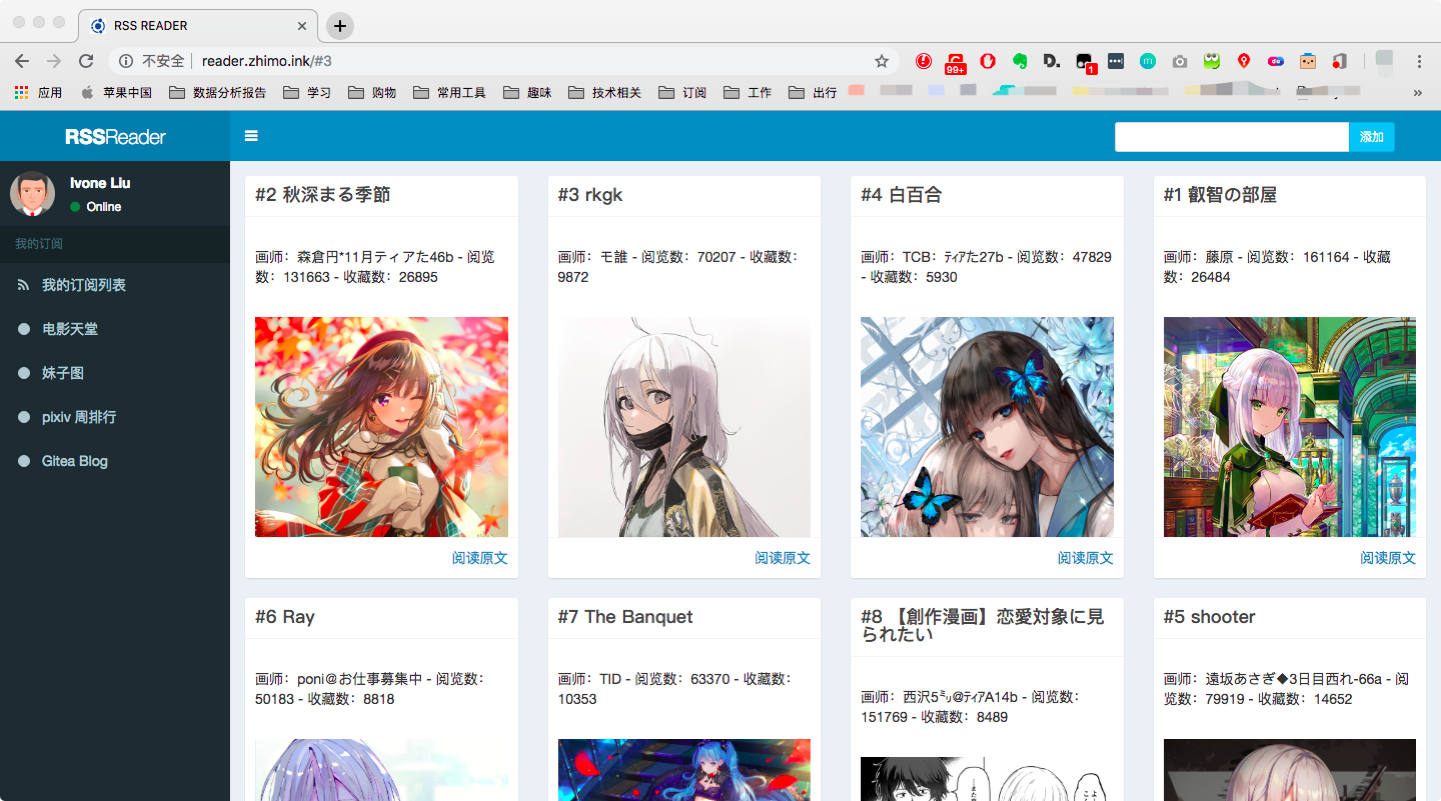 RSS READER
不安全
reader.zhimo.ink/#3
99+
D.
1
m
du
应用
苹果中国
数据分析报告
学习
购物
常用工具
趣味
技术相关
订阅
工作
出行
»
RSSReader
添加
Ivone Liu
Online
我的订阅
我的订阅列表
电影天堂
妹子图
pixiv 周排行
Gitea Blog
#2 秋深まる季節
画师：森倉円*11月ティアた46b - 阅览
数：131663 - 收藏数：26895
阅读原文
#3 rkgk
画师：モ誰 - 阅览数：70207 - 收藏数：
9872
阅读原文
#4 白百合
画师：TCB：ﾃｨｱた27b - 阅览数：47829
- 收藏数：5930
阅读原文
#1 叡智の部屋
画师：藤原 - 阅览数：161164 - 收藏
数：26484
阅读原文
#6 Ray
画师：poni＠お仕事募集中 - 阅览数：
50183 - 收藏数：8818
#7 The Banquet
画师：TID - 阅览数：63370 - 收藏数：
10353
#8 【創作漫画】恋愛対象に見
られたい
画师：西沢5㍉@ﾃｨｱA14b - 阅览数：
151769 - 收藏数：8489
#5 shooter
画师：遠坂あさぎ◆3日目西れ-66a - 阅
览数：79919 - 收藏数：14652